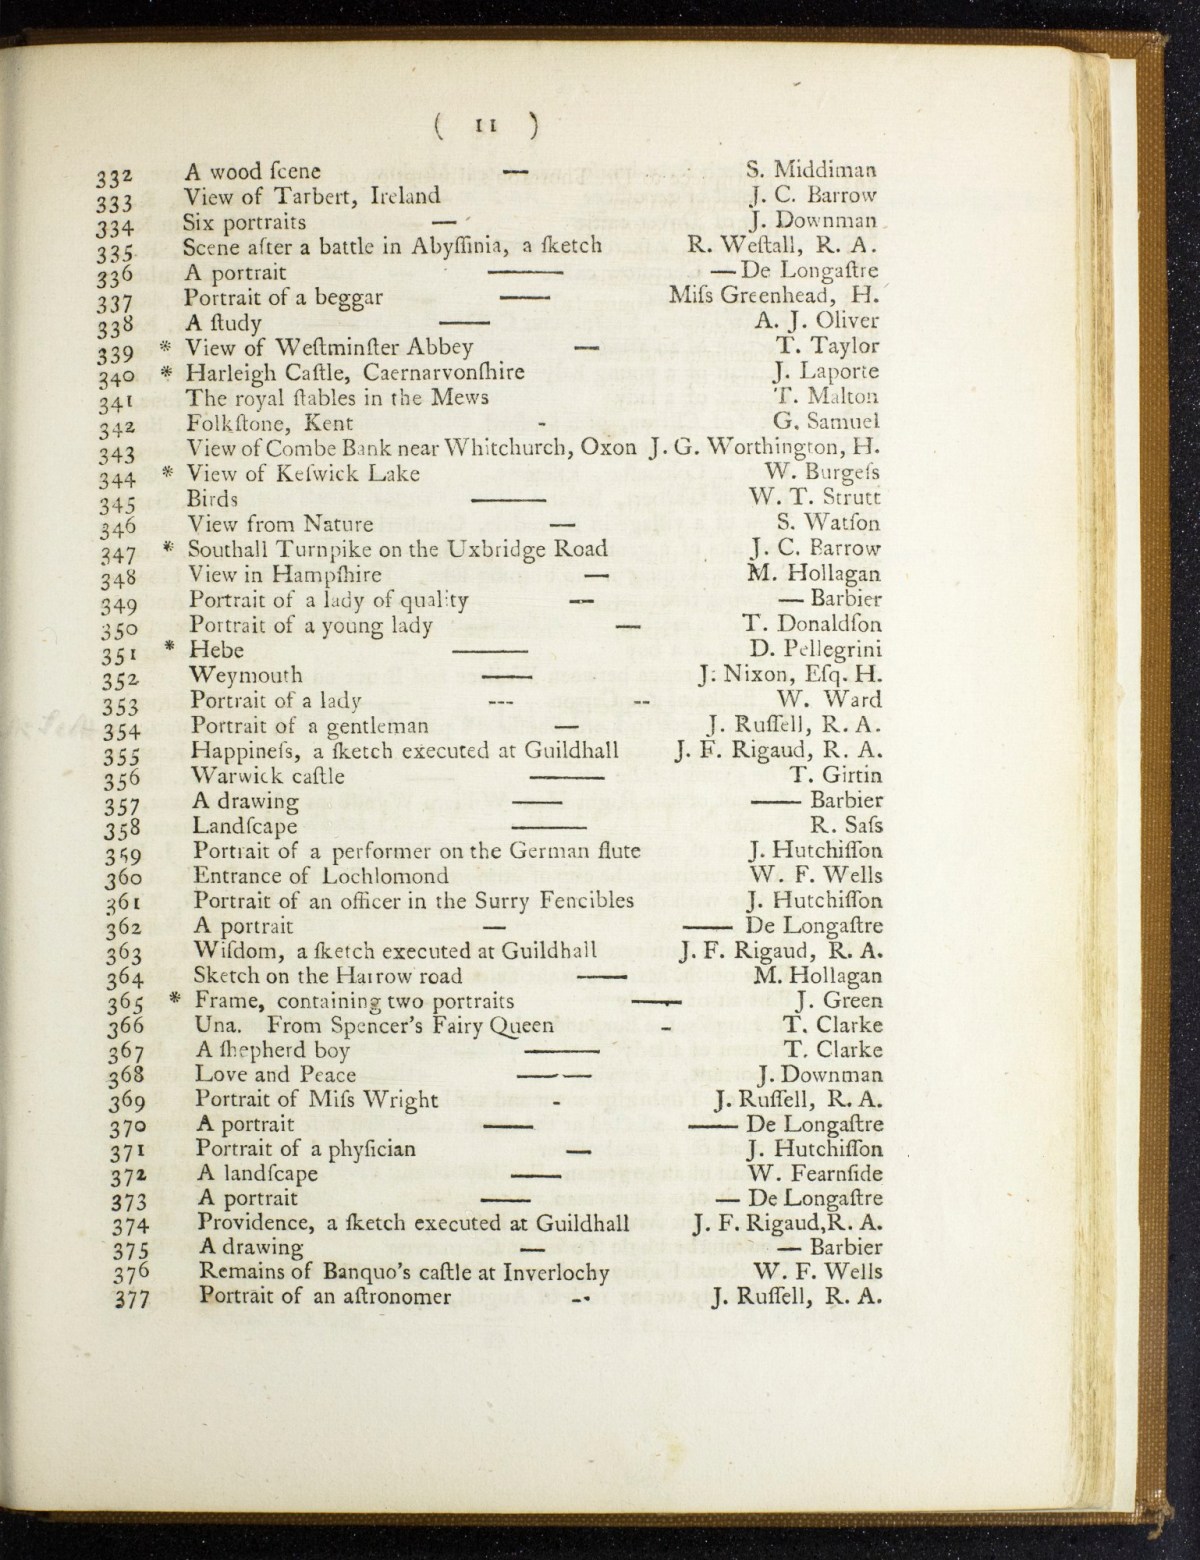 ( 11 )
332 A wood ſcene — S. Middiman
333 View of Tarbert, Ireland J. C. Barrow
334 Six portraits — J. Downman
335 Scene after a battle in Abyſſinia, a ſketch R. Weſtall, R. A.
336 A portrait — — De Longaſtre
337 Portrait of a beggar — Miſs Greenhead, H.
338 A ſtudy — A. J. Oliver
339 * View of Weſtminſter Abbey — T. Taylor
340 * Harleigh Caſtle, Caernarvonſhire J. Laporte
341 The royal ſtables in the Mews T. Malton
342 Folkſtone, Kent - G. Samuel
343 View of Combe Bank near Whitchurch, Oxon J. G. Worthington, H.
344 * View of Keſwick Lake W. Burgeſs
345 Birds — W. T. Strutt
346 View from Nature — S. Watſon
347 * Southall Turnpike on the Uxbridge Road J. C. Barrow
348 View in Hampſhire — M. Hollagan
349 Portrait of a lady of quality — — Barbier
350 Portrait of a young lady — T. Donaldſon
351 * Hebe — D. Pellegrini
352 Weymouth — J: Nixon, Eſq. H.
353 Portrait of a lady --- -- W. Ward
354 Portrait of a gentleman — J. Ruſſell, R. A.
355 Happineſs, a ſketch executed at Guildhall J. F. Rigaud, R. A.
356 Warwick caſtle — T. Girtin
357 A drawing — — Barbier
358 Landſcape — R. Saſs
359 Portrait of a performer on the German flute J. Hutchiſſon
360 Entrance of Lochlomond W. F. Wells
361 Portrait of an officer in the Surry Fencibles J. Hutchiſſon
362 A portrait — — De Longaſtre
363 Wiſdom, a ſketch executed at Guildhall J. F. Rigaud, R. A.
364 Sketch on the Harrow road — M. Hollagan
365 * Frame, containing two portraits — J. Green
366 Una. From Spencer's Fairy Queen - T. Clarke
367 A ſhepherd boy — T. Clarke
368 Love and Peace — J. Downman
369 Portrait of Miſs Wright - J. Ruſſell, R. A.
370 A portrait — — De Longaſtre
371 Portrait of a phyſician — J. Hutchiſſon
372 A landſcape — W. Fearnſide
373 A portrait — — De Longaſtre
374 Providence, a ſketch executed at Guildhall J. F. Rigaud, R. A.
375 A drawing — — Barbier
376 Remains of Banquo's caſtle at Inverlochy W. F. Wells
377 Portrait of an aſtronomer -- J. Ruſſell, R. A.